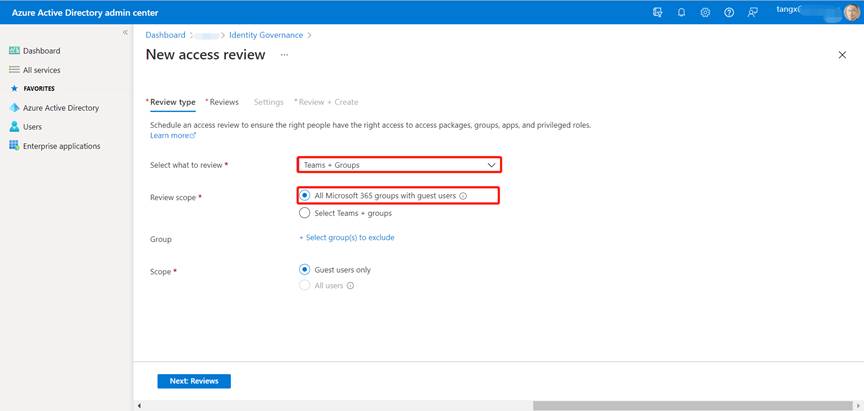 Azure Active Directory admin center
Dashboard
All services
FAVORITES
Azure Active Directory
Users
Enterprise applications
Dashboard > Identity Governance >
New access review ...
* Review type * Reviews Settings * Review + Create
Schedule an access review to ensure the right people have the right access to access packages, groups, apps, and privileged roles.
Learn more
Select what to review *
Teams + Groups
Review scope *
All Microsoft 365 groups with guest users
Select Teams + groups
Group
+ Select group(s) to exclude
Scope *
Guest users only
All users
Next: Reviews